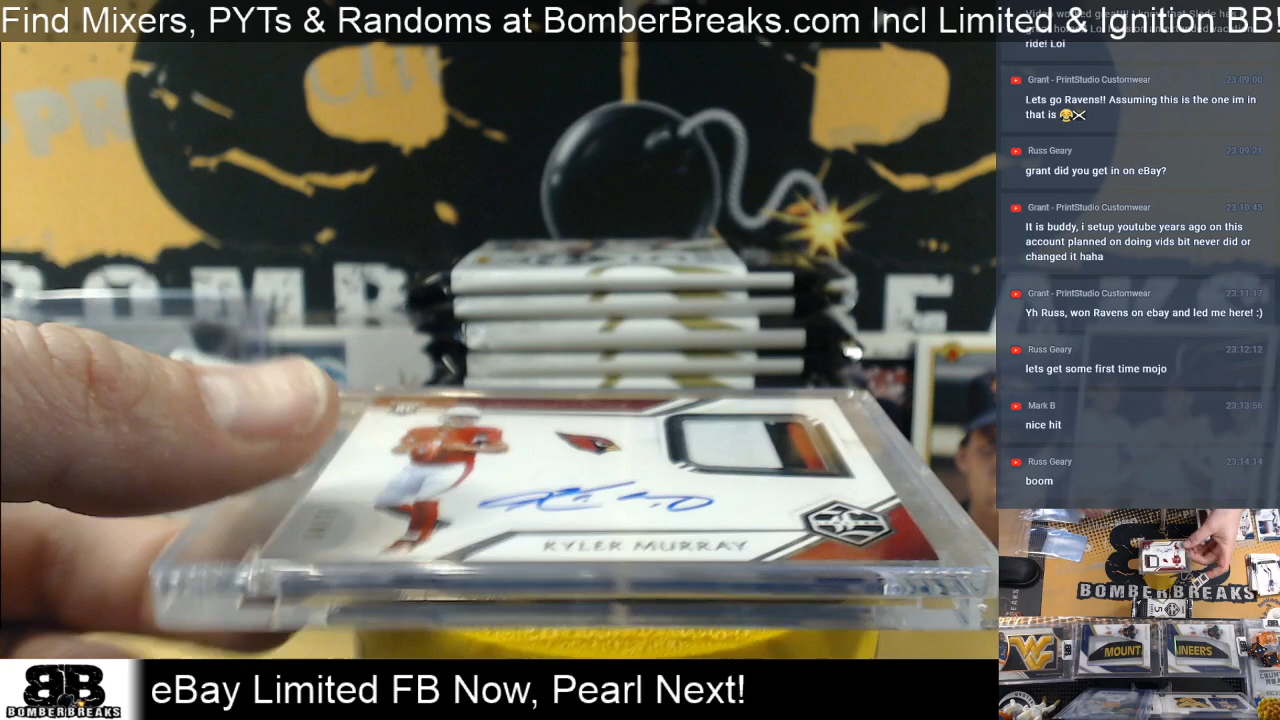 Find Mixers, PYTs & Randoms at BomberBreaks.com Incl Limited & Ignition BB!
ride! Lol
Grant - PrintStudio Customwear 23:09:00
Lets go Ravens!! Assuming this is the one im in
that is
Russ Geary 23:09:21
grant did you get in on eBay?
Grant - PrintStudio Customwear 23:10:45
It is buddy, i setup youtube years ago on this
account planned on doing vids bit never did or
changed it haha
Grant - PrintStudio Customwear 23:11:17
Yh Russ, won Ravens on ebay and led me here! :)
Russ Geary 23:12:12
lets get some first time mojo
Mark B 23:13:56
nice hit
Russ Geary 23:14:14
boom
KYLER MURRAY
BOMBERBREAKS
MOUNT
INEERS
BB
BOMBERBREAKS
eBay Limited FB Now, Pearl Next!